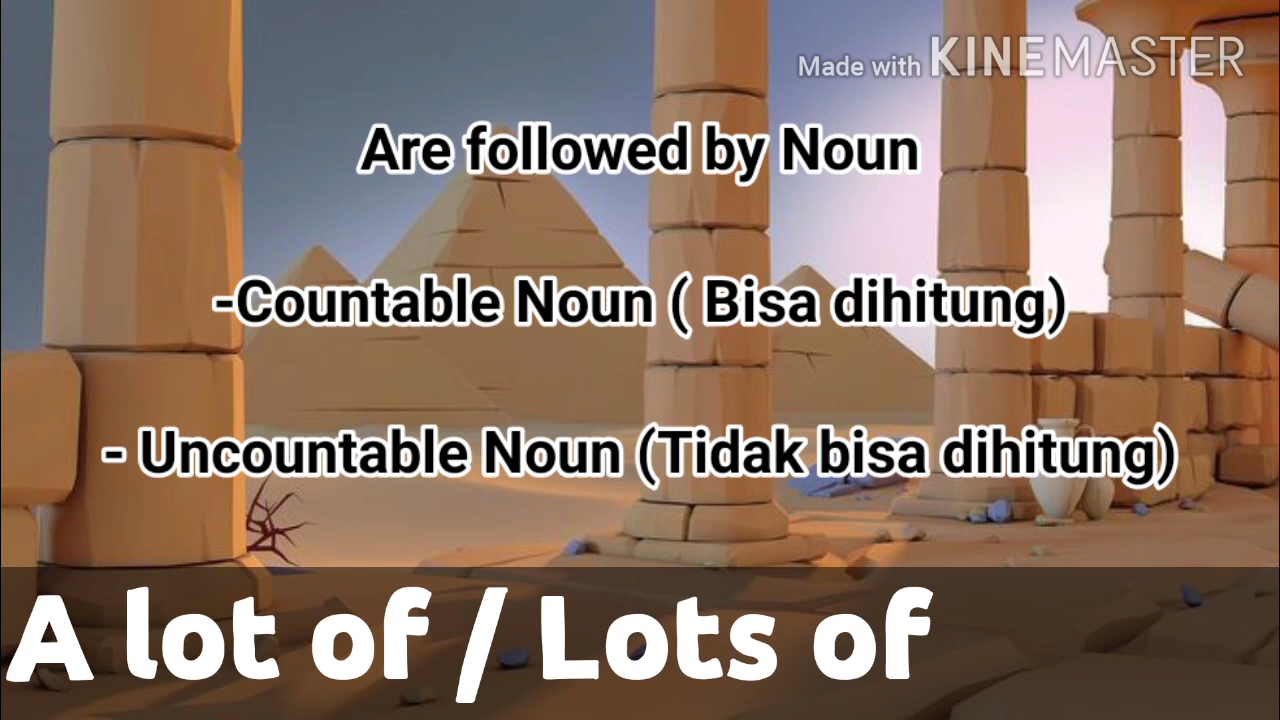 Made with KINEMASTER
Are followed by Noun
-Countable Noun ( Bisa dihitung)
- Uncountable Noun (Tidak bisa dihitung)
A lot of / Lots of